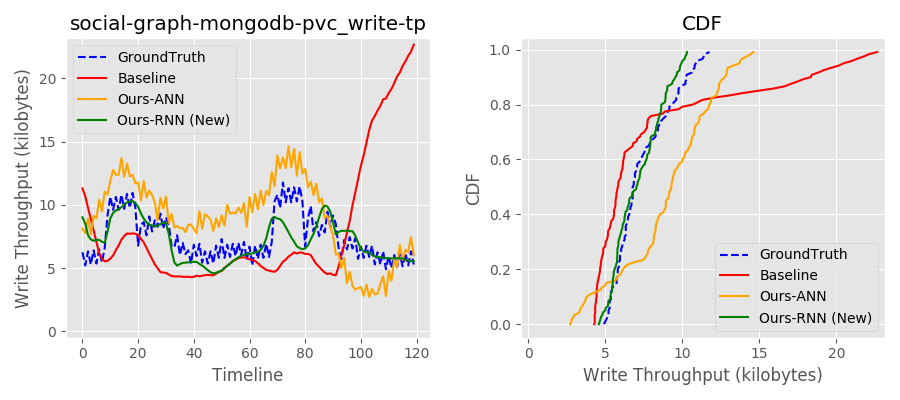 social-graph-mongodb-pvc_write-tp
Write Throughput (kilobytes)
20
15
10
5
0
GroundTruth
Baseline
Ours-ANN
Ours-RNN (New)
0 20 40 60 80 100 120
Timeline
CDF
CDF
1.0
0.8
0.6
0.4
0.2
0.0
GroundTruth
Baseline
Ours-ANN
Ours-RNN (New)
0 5 10 15 20
Write Throughput (kilobytes)